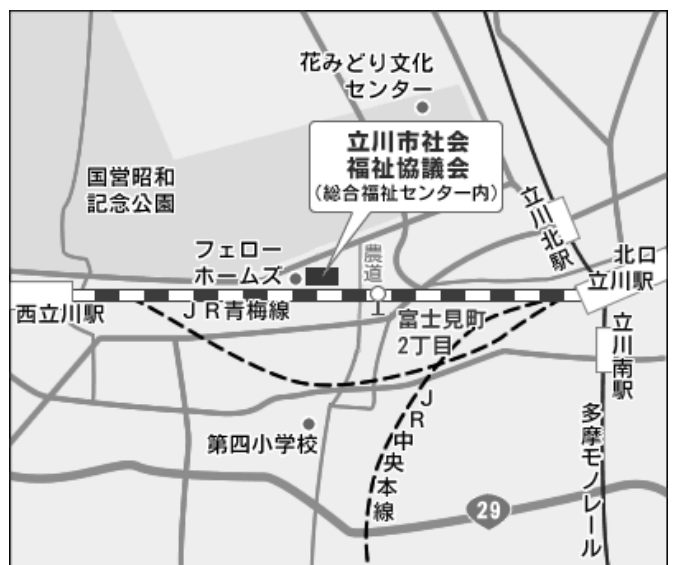 花みどり文化
センター
立川市社会
福祉協議会
(総合福祉センター内)
国営昭和
記念公園
立川北駅
フェロー
ホームズ
農道
北口
立川駅
西立川駅
JR青梅線
富士見町
2丁目
立川南駅
第四小学校
JR中央本線
多摩モノレール
29